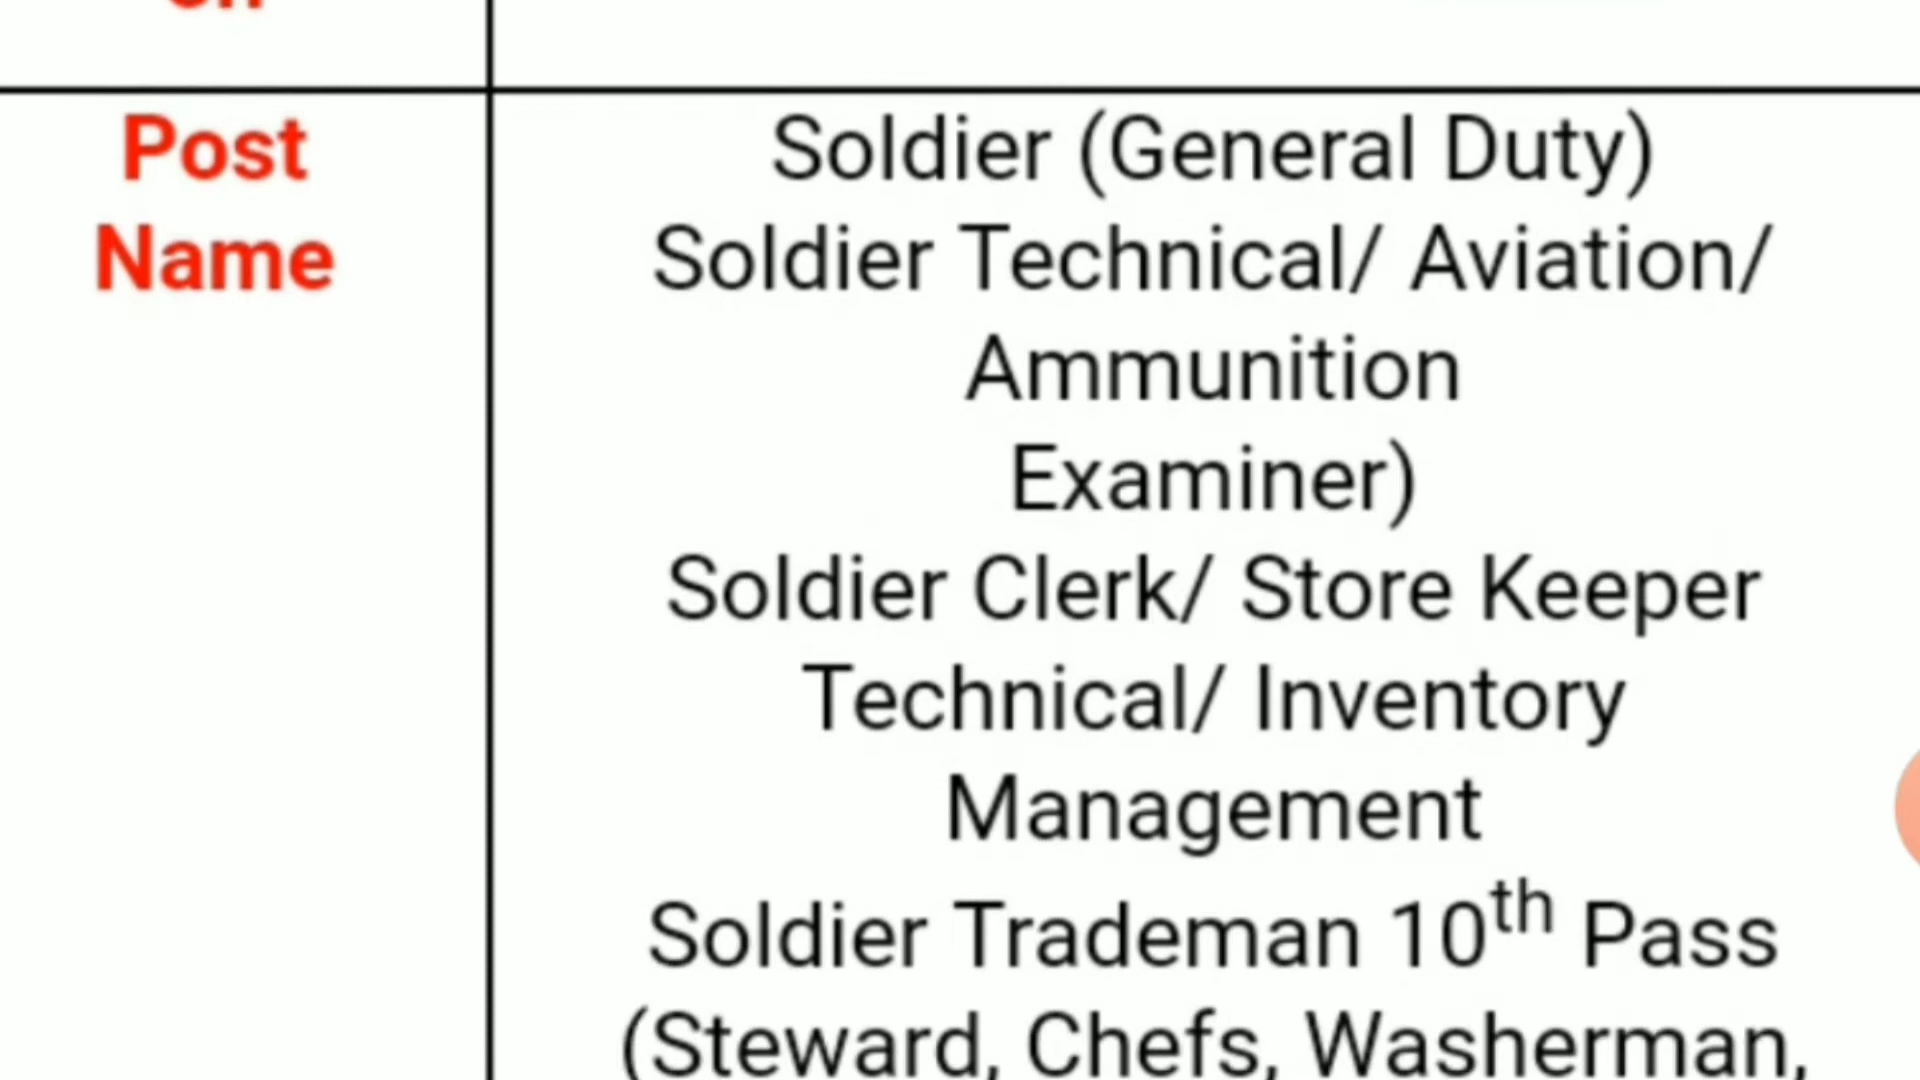 Post
Name
Soldier (General Duty)
Soldier Technical/ Aviation/
Ammunition
Examiner)
Soldier Clerk/ Store Keeper
Technical/ Inventory
Management
Soldier Trademan 10th Pass
(Steward, Chefs, Washerman,